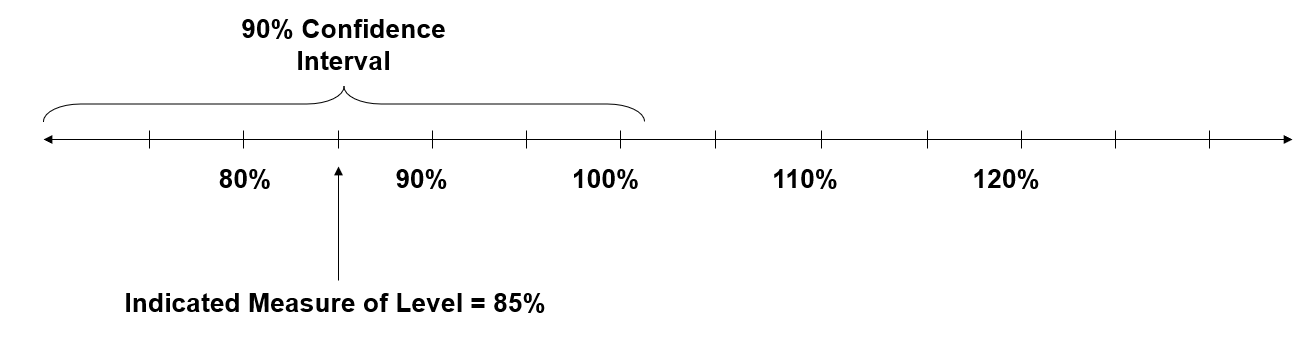 90% Confidence
Interval
80% 90% 100% 110% 120%
Indicated Measure of Level = 85%